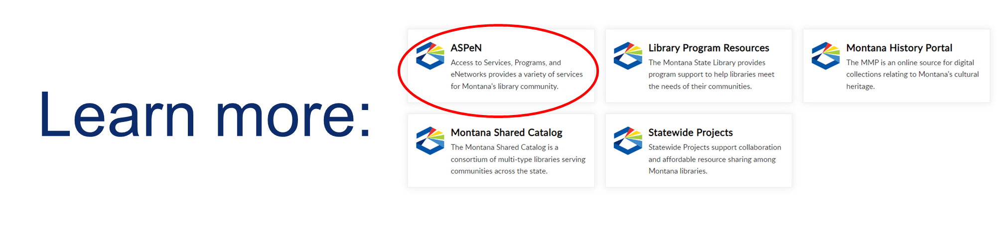 Learn more:
ASPeN
Access to Services, Programs, and
eNetworks provides a variety of services
for Montana's library community.
Library Program Resources
The Montana State Library provides
program support to help libraries meet
the needs of their communities.
Montana History Portal
The MMP is an online source for digital
collections relating to Montana's cultural
heritage.
Montana Shared Catalog
The Montana Shared Catalog is a
consortium of multi-type libraries serving
communities across the state.
Statewide Projects
Statewide Projects support collaboration
and affordable resource sharing among
Montana libraries.